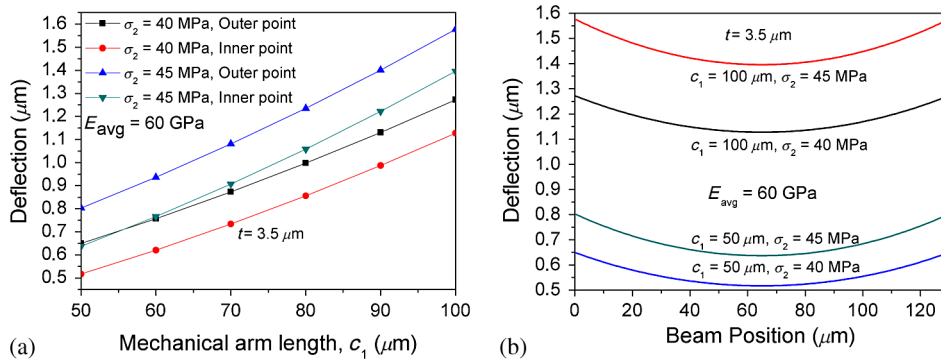 1.6
1.5
1.4
1.3
1.2
1.1
1.0
0.9
0.8
0.7
0.6
0.5
Deflection (μm)
σ2 = 40 MPa, Outer point
σ2 = 40 MPa, Inner point
σ2 = 45 MPa, Outer point
σ2 = 45 MPa, Inner point
Eavg = 60 GPa
t= 3.5 μm
50 60 70 80 90 100
Mechanical arm length, c1 (μm)
(a)
1.6
1.5
1.4
1.3
1.2
1.1
1.0
0.9
0.8
0.7
0.6
0.5
Deflection (μm)
t= 3.5 μm
c1 = 100 μm, σ2 = 45 MPa
c1 = 100 μm, σ2 = 40 MPa
Eavg = 60 GPa
c1 = 50 μm, σ2 = 45 MPa
c1 = 50 μm, σ2 = 40 MPa
0 20 40 60 80 100 120
Beam Position (μm)
(b)